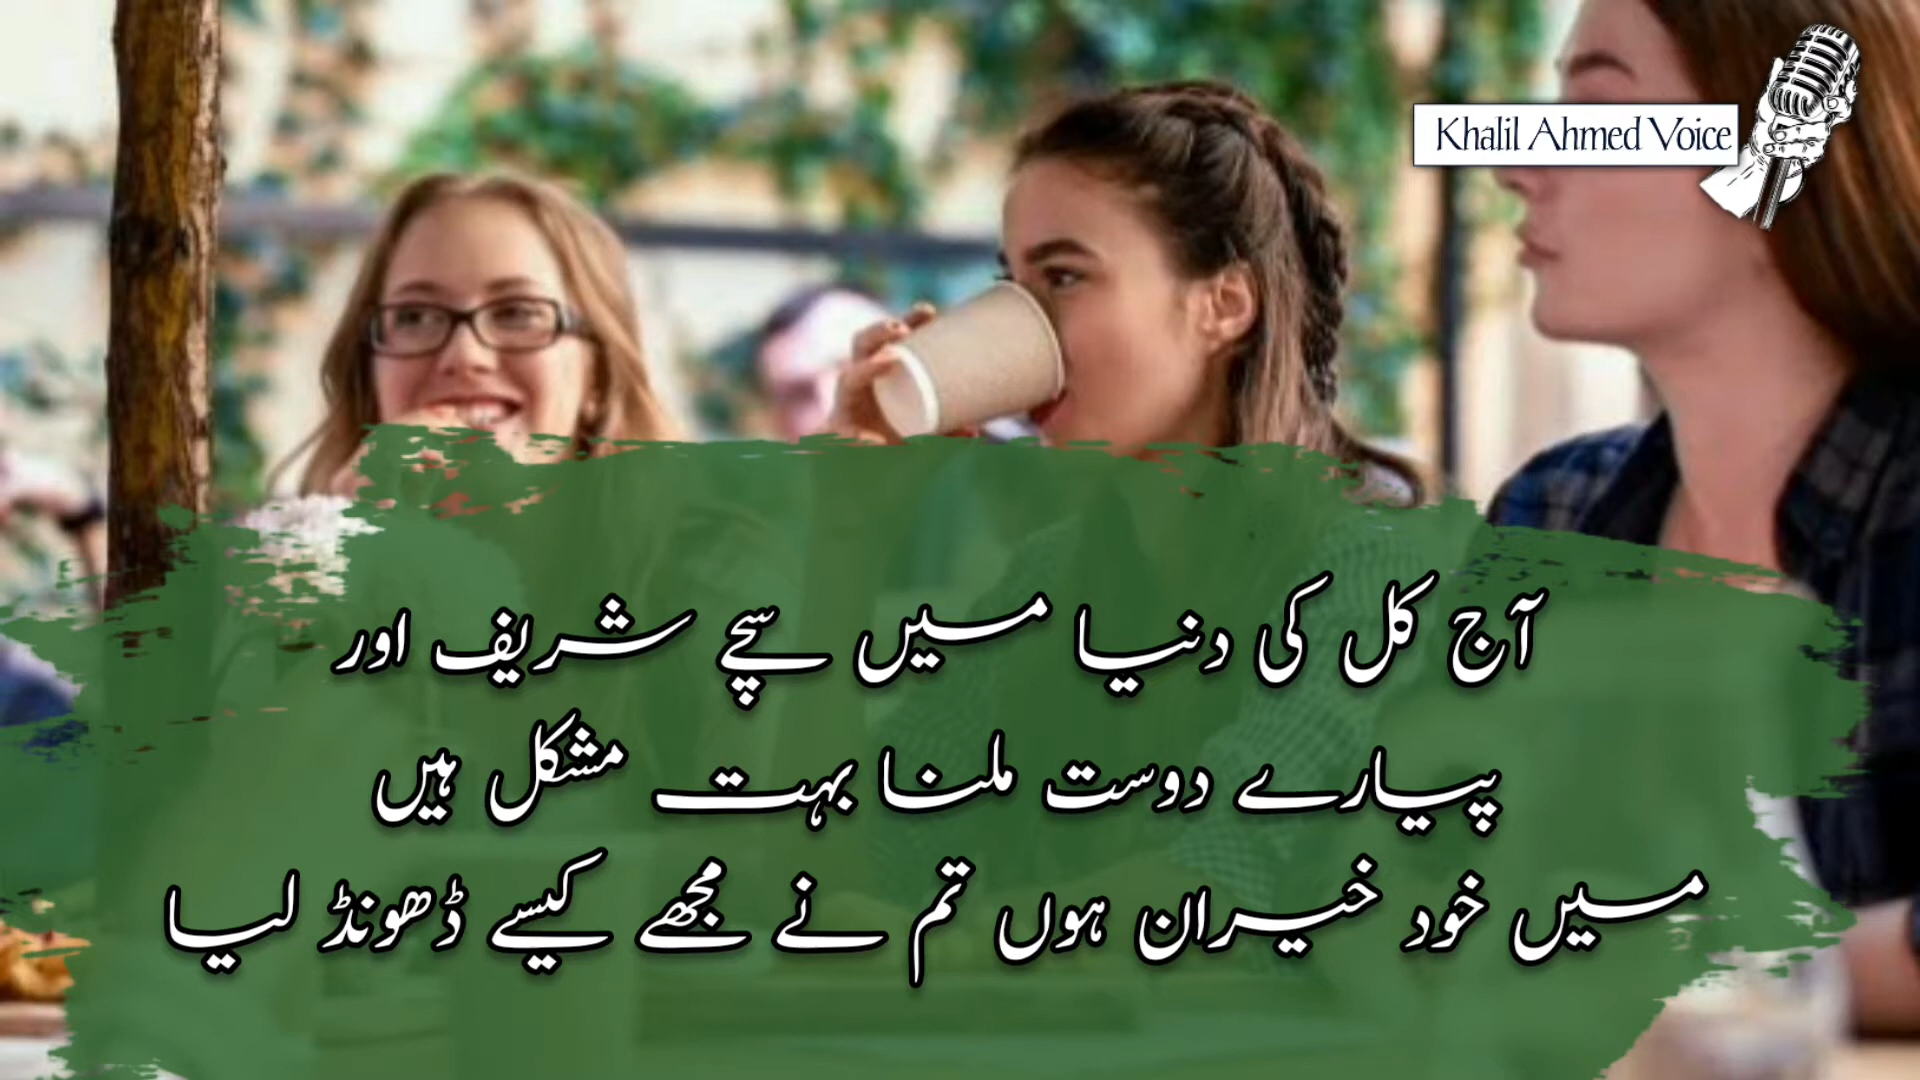 Khalil Ahmed Voice
آج کل کی دنیا میں سچے شریف اور
پیارے دوست ملنا بہت مشکل ہیں
میں خود خیران ہوں تم نے مجھے کیسے ڈھونڈ لیا